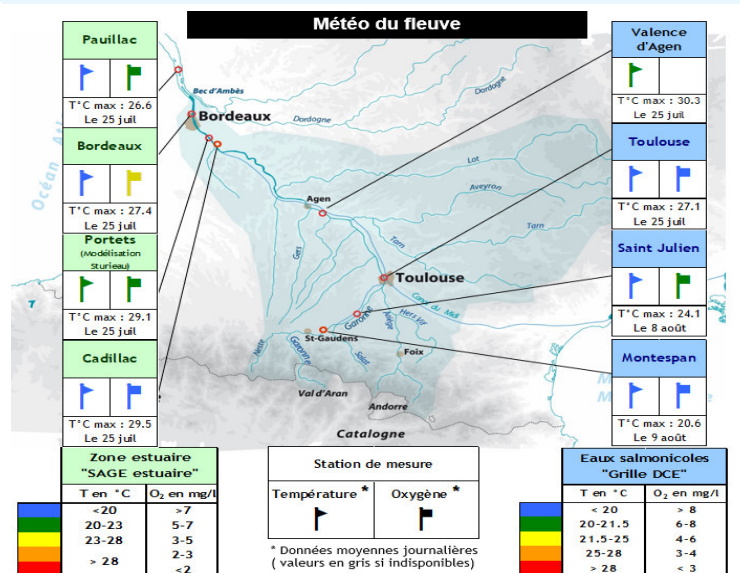 Météo du fleuve
Pauillac
T°C max : 26.6
Le 25 juil
Bordeaux
T°C max : 27.4
Le 25 juil
Portets
(Modélisation
Sturieau)
T°C max : 29.1
Le 25 juil
Cadillac
T°C max : 29.5
Le 25 juil
Valence
d'Agen
T°C max : 30.3
Le 25 juil
Toulouse
T°C max : 27.1
Le 25 juil
Saint Julien
T°C max : 24.1
Le 8 août
Montespan
T°C max : 20.6
Le 9 août
Océan Atl
Bec d'Ambès
Bordeaux
Dordogne
Dordogne
Lot
Aveyron
Agen
Tarn
Tarn
Gers
Toulouse
Canal du Midi
Garonne
Hers Vif
Ariège
St-Gaudens
Neste
Garonne
Salat
Foix
Val d'Aran
Andorre
Catalogne
Zone estuaire
"SAGE estuaire"
T en °C O₂ en mg/l
<20 >7
20-23 5-7
23-28 3-5
> 28 2-3
<2
Station de mesure
Température * Oxygène *
* Données moyennes journalières
( valeurs en gris si indisponibles)
Eaux salmonicoles
"Grille DCE"
T en °C O₂ en mg/l
< 20 > 8
20-21.5 6-8
21.5-25 4-6
25-28 3-4
> 28 < 3